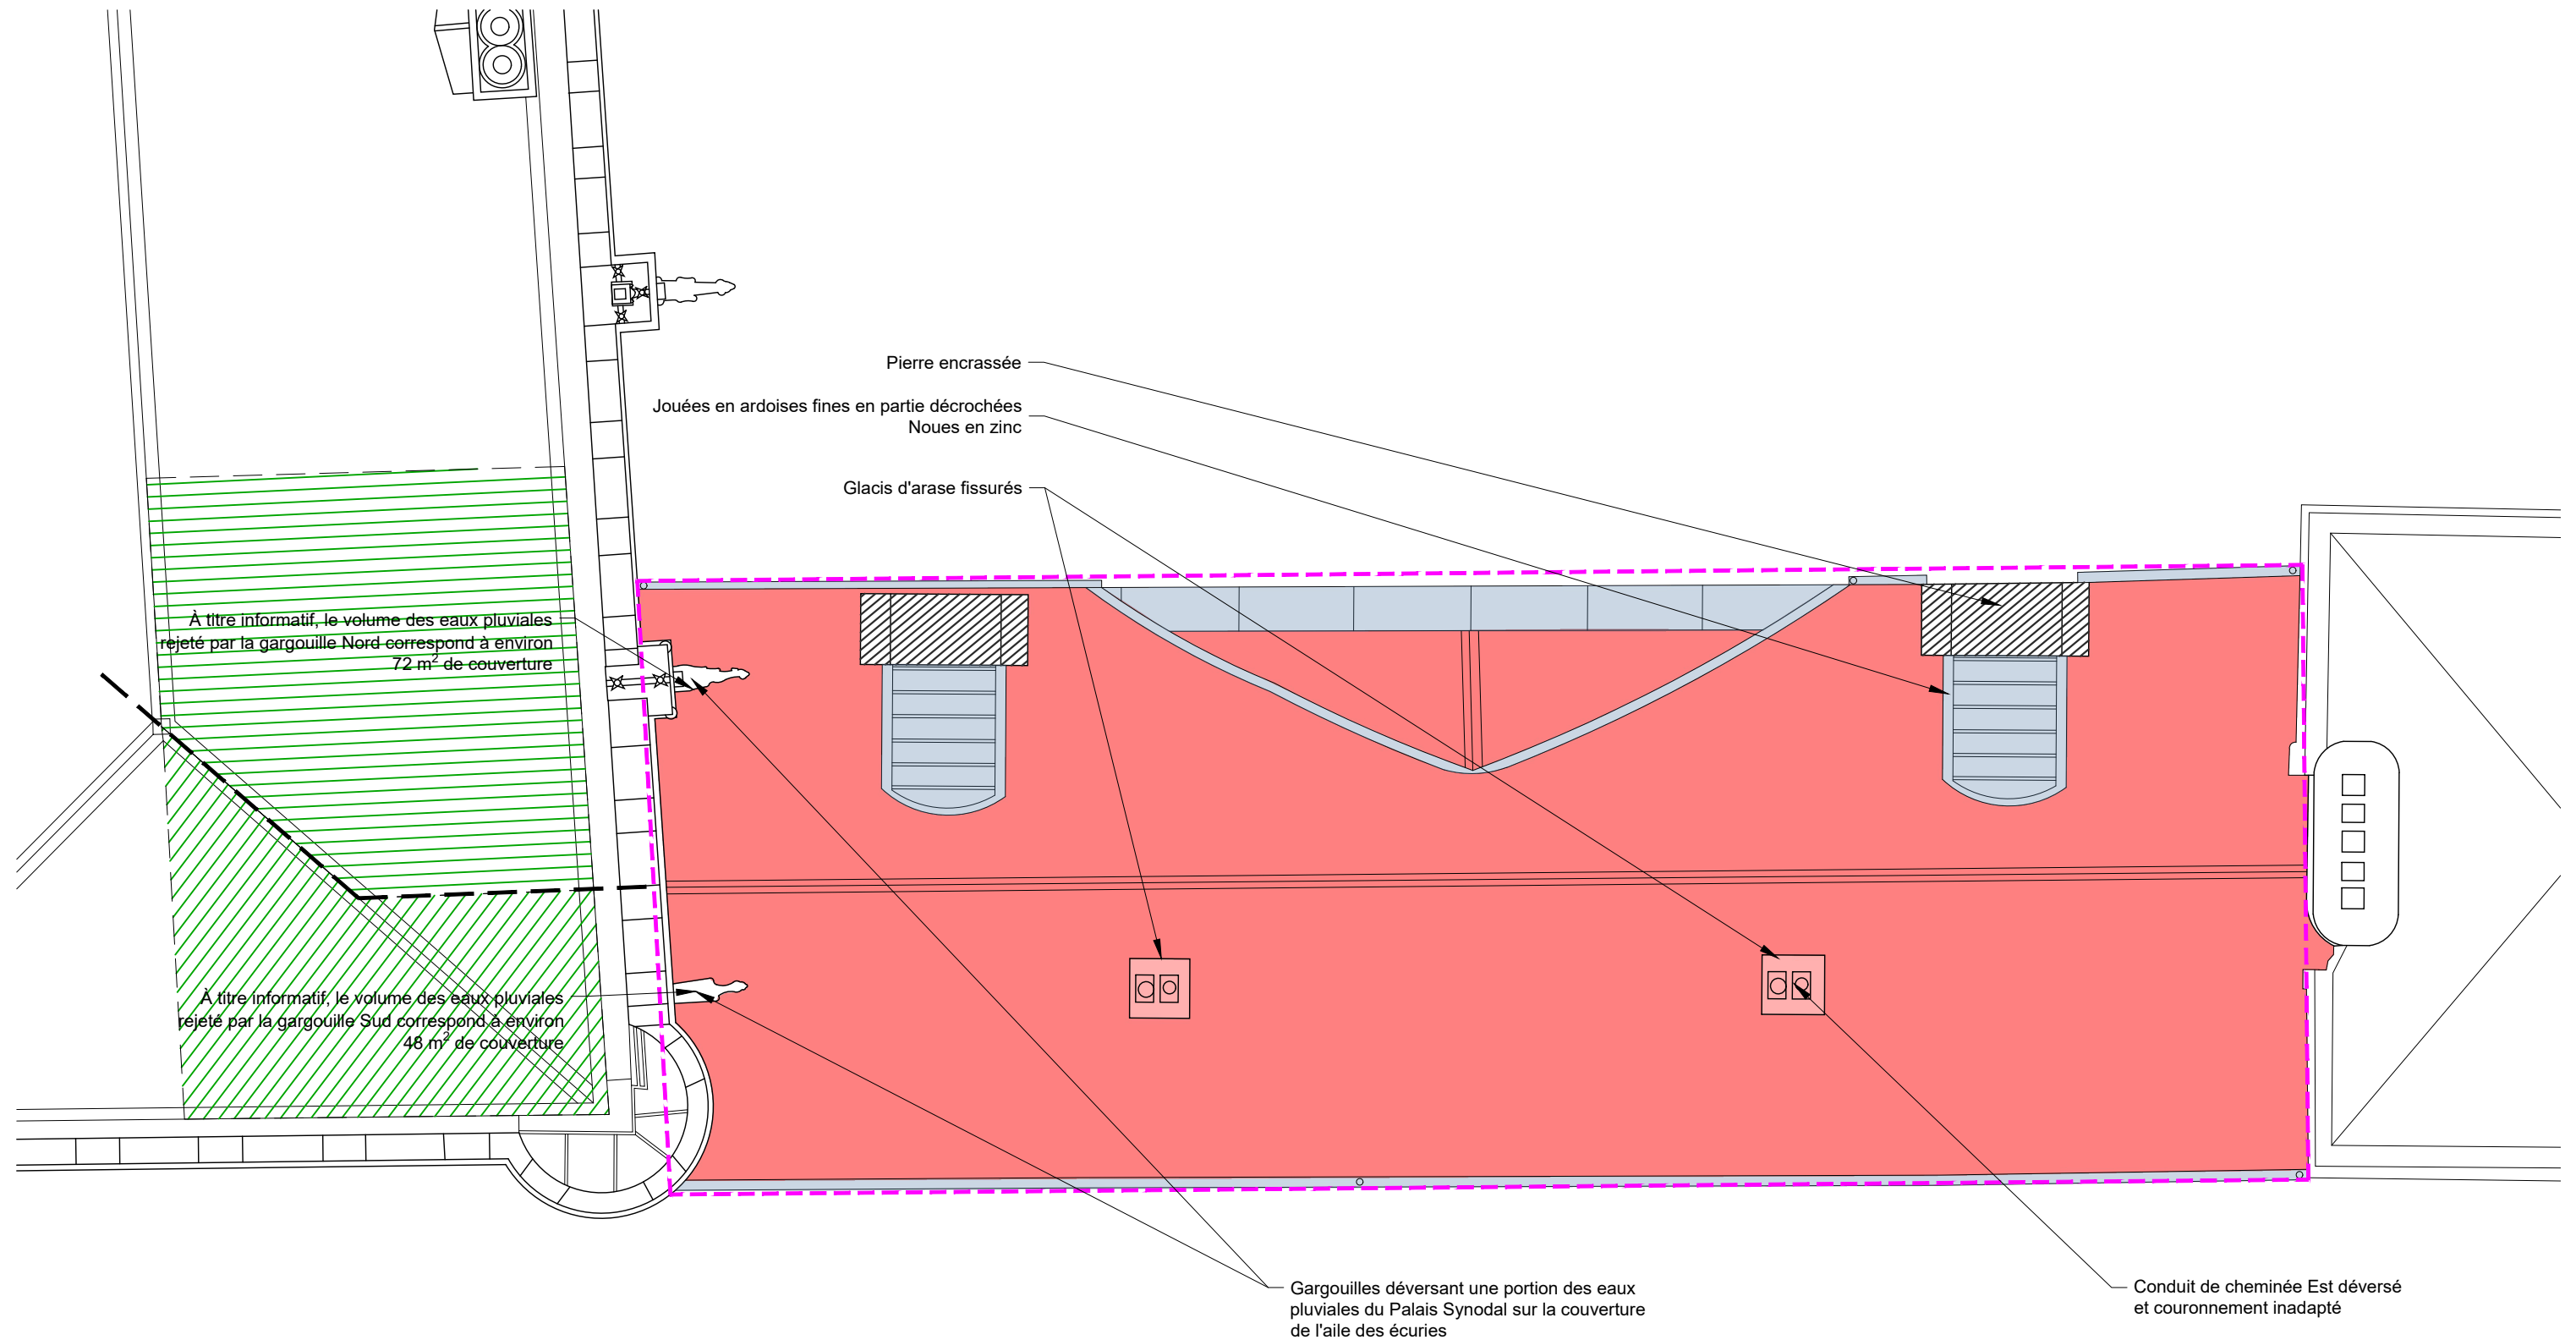 Pierre encrassée
Jouées en ardoises fines en partie décrochées
Noues en zinc
Glacis d'arase fissurés
À titre informatif, le volume des eaux pluviales
rejeté par la gargouille Nord correspond à environ
72 m² de couverture
À titre informatif, le volume des eaux pluviales
rejeté par la gargouille Sud correspond à environ
48 m² de couverture
Gargouilles déversant une portion des eaux
pluviales du Palais Synodal sur la couverture
de l'aile des écuries
Conduit de cheminée Est déversé
et couronnement inadapté